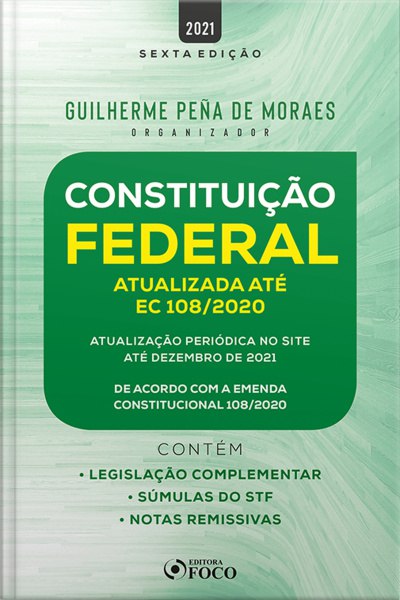 2021
SEXTA EDIÇÃO
GUILHERME PEÑA DE MORAES
ORGANIZADOR
CONSTITUIÇÃO
FEDERAL
ATUALIZADA ATÉ
EC 108/2020
ATUALIZAÇÃO PERIÓDICA NO SITE
ATÉ DEZEMBRO DE 2021
DE ACORDO COM A EMENDA
CONSTITUCIONAL 108/2020
CONTÉM
• LEGISLAÇÃO COMPLEMENTAR
• SÚMULAS DO STF
• NOTAS REMISSIVAS
EDITORA
FOCO